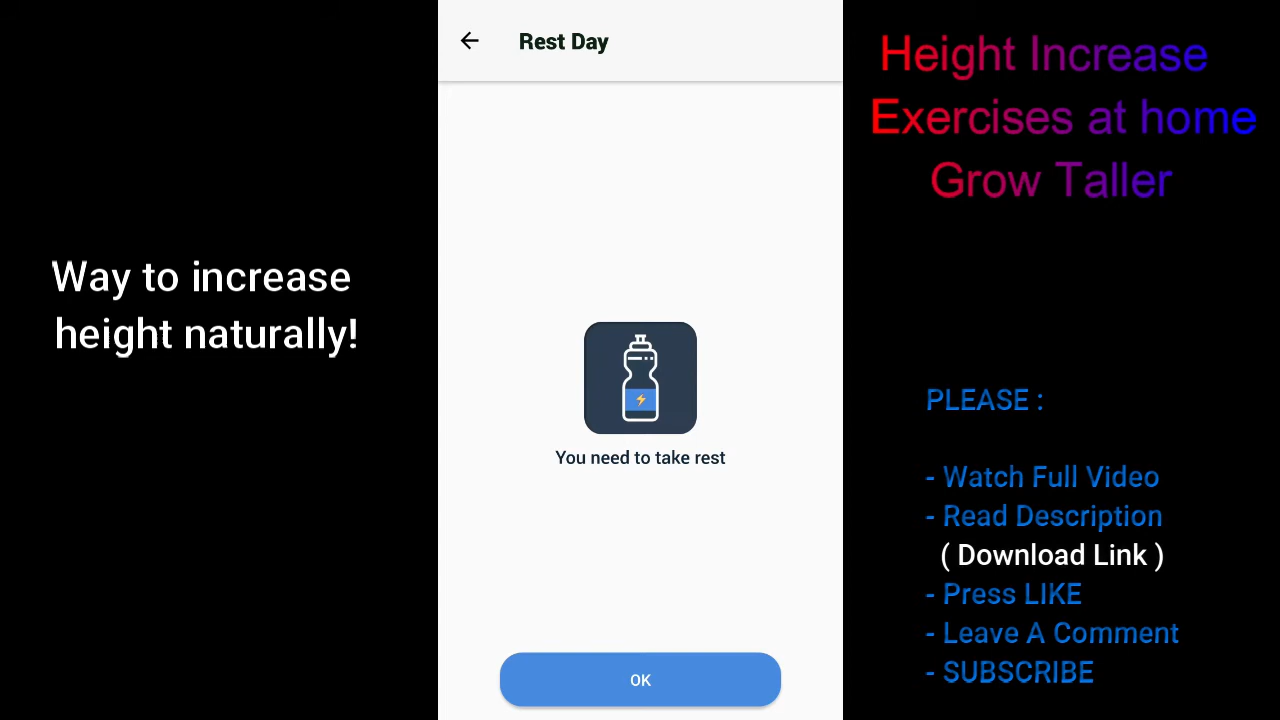 Way to increase
height naturally!
Rest Day
You need to take rest
OK
Height Increase
Exercises at home
Grow Taller
PLEASE :
- Watch Full Video
- Read Description
( Download Link )
- Press LIKE
- Leave A Comment
- SUBSCRIBE